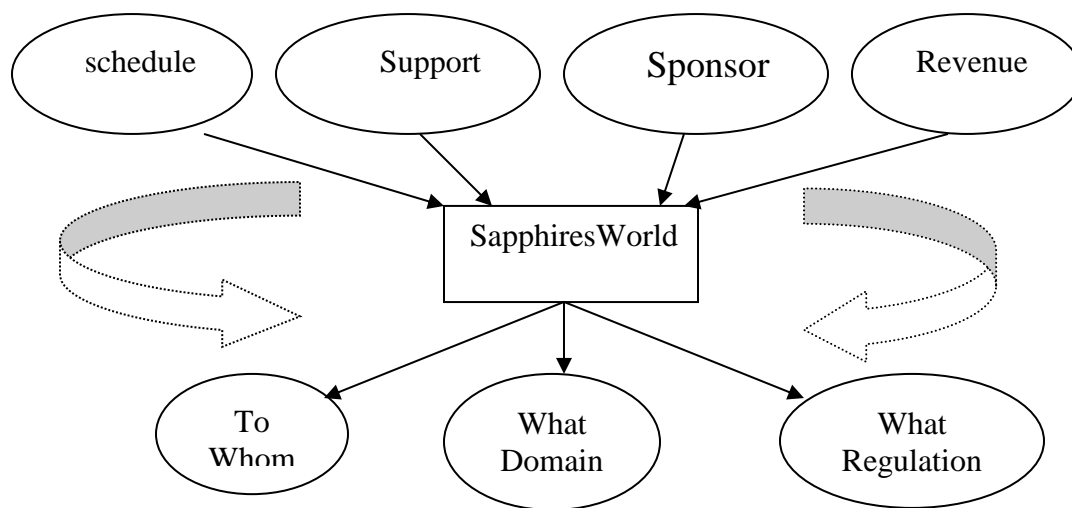 schedule
Support
Sponsor
Revenue
SapphiresWorld
To
Whom
What
Domain
What
Regulation